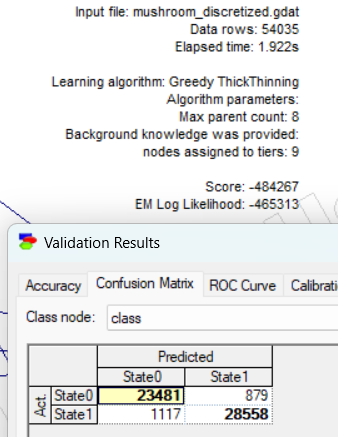 Input file: mushroom_discretized.gdat
Data rows: 54035
Elapsed time: 1.922s
Learning algorithm: Greedy ThickThinning
Algorithm parameters:
Max parent count: 8
Background knowledge was provided:
nodes assigned to tiers: 9
Score: -484267
EM Log Likelihood: -465313
Validation Results
Accuracy Confusion Matrix ROC Curve Calibrati
Class node: class
Predicted
State0 State1
Act. State0 23481 879
State1 1117 28558